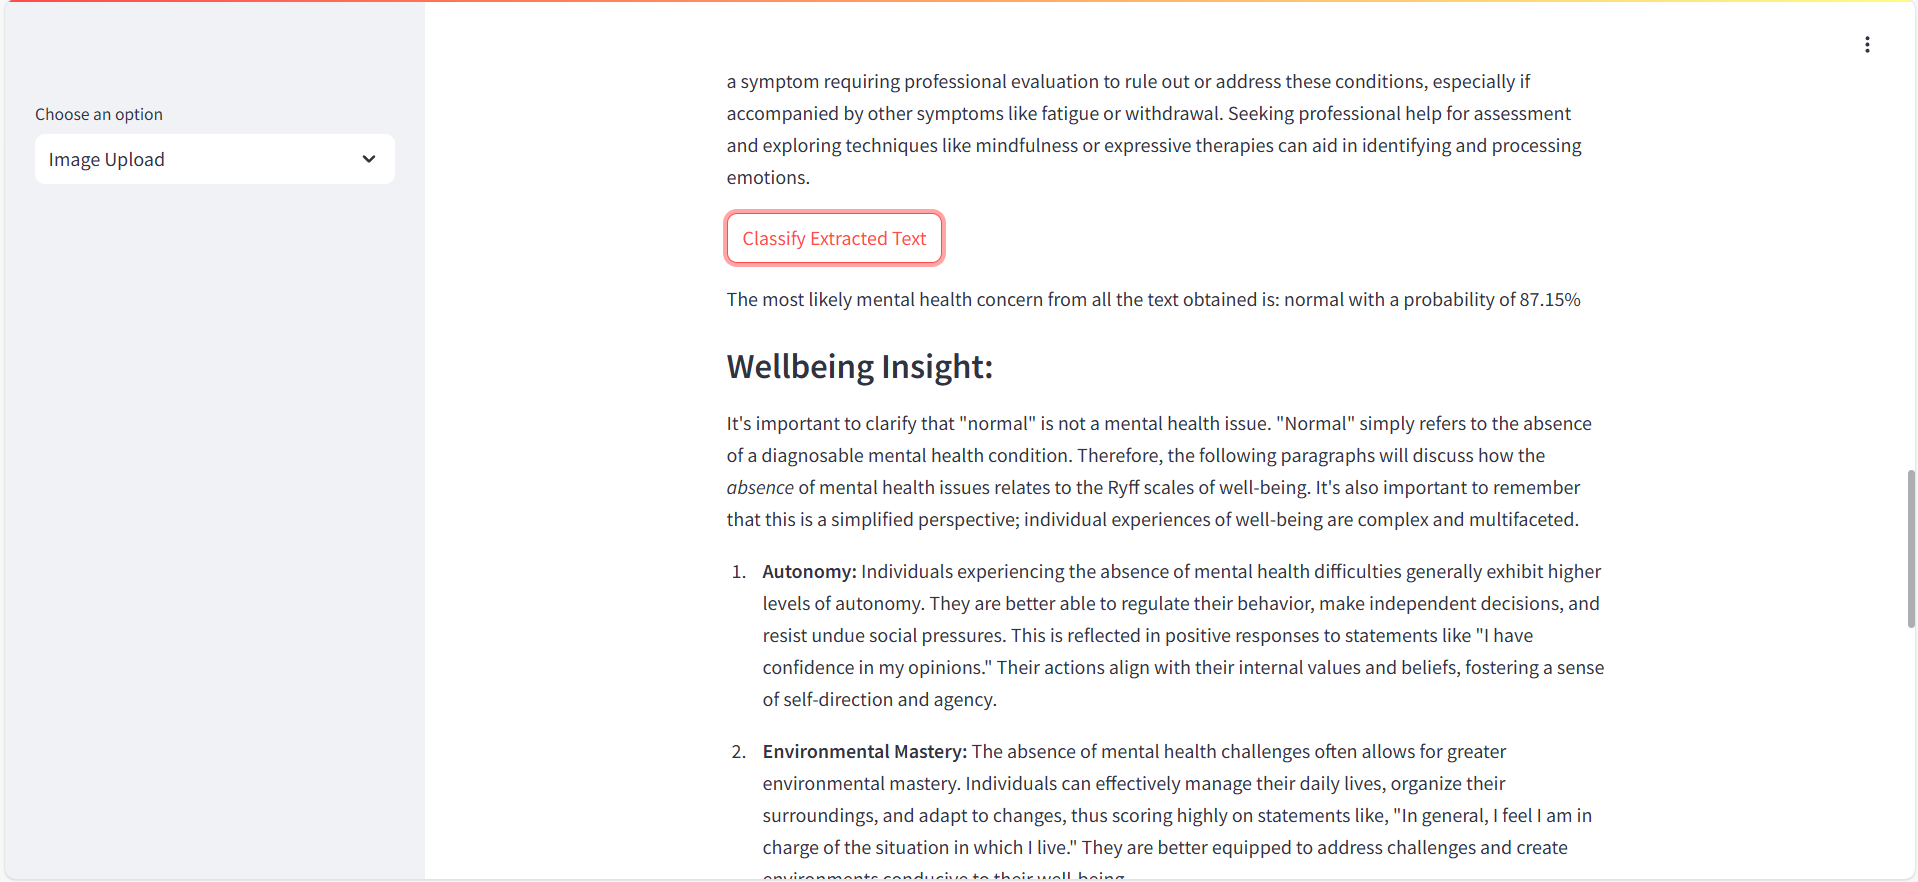 Choose an option
Image Upload
a symptom requiring professional evaluation to rule out or address these conditions, especially if
accompanied by other symptoms like fatigue or withdrawal. Seeking professional help for assessment
and exploring techniques like mindfulness or expressive therapies can aid in identifying and processing
emotions.
Classify Extracted Text
The most likely mental health concern from all the text obtained is: normal with a probability of 87.15%
Wellbeing Insight:
It's important to clarify that "normal" is not a mental health issue. "Normal" simply refers to the absence
of a diagnosable mental health condition. Therefore, the following paragraphs will discuss how the
absence of mental health issues relates to the Ryff scales of well-being. It's also important to remember
that this is a simplified perspective; individual experiences of well-being are complex and multifaceted.
1. Autonomy: Individuals experiencing the absence of mental health difficulties generally exhibit higher
levels of autonomy. They are better able to regulate their behavior, make independent decisions, and
resist undue social pressures. This is reflected in positive responses to statements like "I have
confidence in my opinions." Their actions align with their internal values and beliefs, fostering a sense
of self-direction and agency.
2. Environmental Mastery: The absence of mental health challenges often allows for greater
environmental mastery. Individuals can effectively manage their daily lives, organize their
surroundings, and adapt to changes, thus scoring highly on statements like, "In general, I feel I am in
charge of the situation in which I live." They are better equipped to address challenges and create
environments conducive to their well-being.